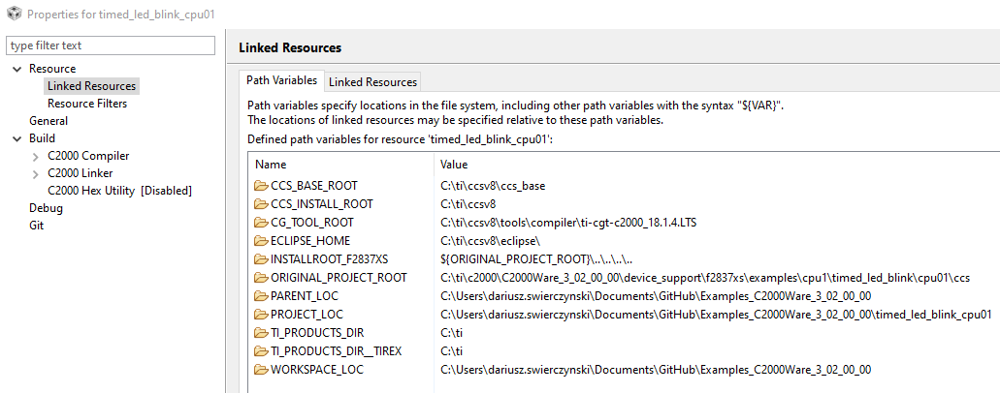 Properties for timed_led_blink_cpu01
type filter text
Resource
Linked Resources
Resource Filters
General
Build
C2000 Compiler
C2000 Linker
C2000 Hex Utility [Disabled]
Debug
Git
Linked Resources
Path Variables Linked Resources
Path variables specify locations in the file system, including other path variables with the syntax "${VAR}".
The locations of linked resources may be specified relative to these path variables.
Defined path variables for resource 'timed_led_blink_cpu01':
Name Value
CCS_BASE_ROOT C:\ti\ccsv8\ccs_base
CCS_INSTALL_ROOT C:\ti\ccsv8
CG_TOOL_ROOT C:\ti\ccsv8\tools\compiler\ti-cgt-c2000_18.1.4.LTS
ECLIPSE_HOME C:\ti\ccsv8\eclipse\
INSTALLROOT_F2837XS ${ORIGINAL_PROJECT_ROOT}\..\..\..\..
ORIGINAL_PROJECT_ROOT C:\ti\c2000\C2000Ware_3_02_00_00\device_support\f2837xs\examples\cpu1\timed_led_blink\cpu01\ccs
PARENT_LOC C:\Users\dariusz.swierczynski\Documents\GitHub\Examples_C2000Ware_3_02_00_00
PROJECT_LOC C:\Users\dariusz.swierczynski\Documents\GitHub\Examples_C2000Ware_3_02_00_00\timed_led_blink_cpu01
TI_PRODUCTS_DIR C:\ti
TI_PRODUCTS_DIR__TIREX C:\ti
WORKSPACE_LOC C:\Users\dariusz.swierczynski\Documents\GitHub\Examples_C2000Ware_3_02_00_00